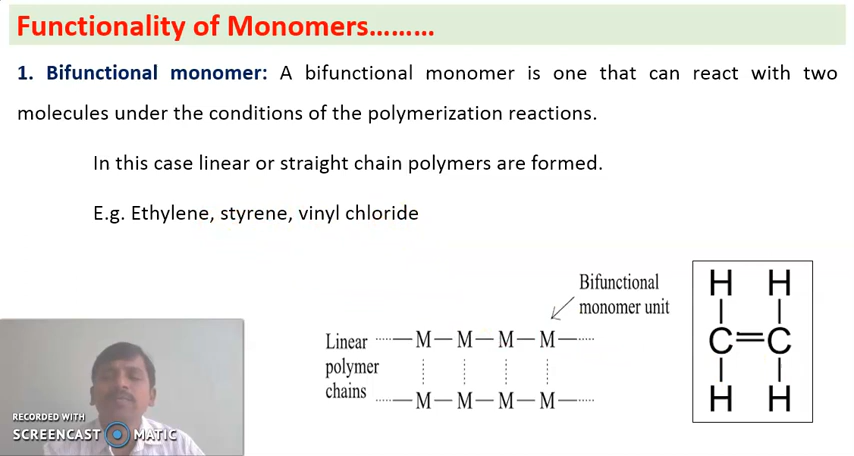 Functionality of Monomers………
1. Bifunctional monomer: A bifunctional monomer is one that can react with two
molecules under the conditions of the polymerization reactions.
In this case linear or straight chain polymers are formed.
E.g. Ethylene, styrene, vinyl chloride
Bifunctional
monomer unit
Linear
polymer
chains
M—M—M—M
M—M—M—M
H H
C=C
H H
RECORDED WITH
SCREENCAST MATIC